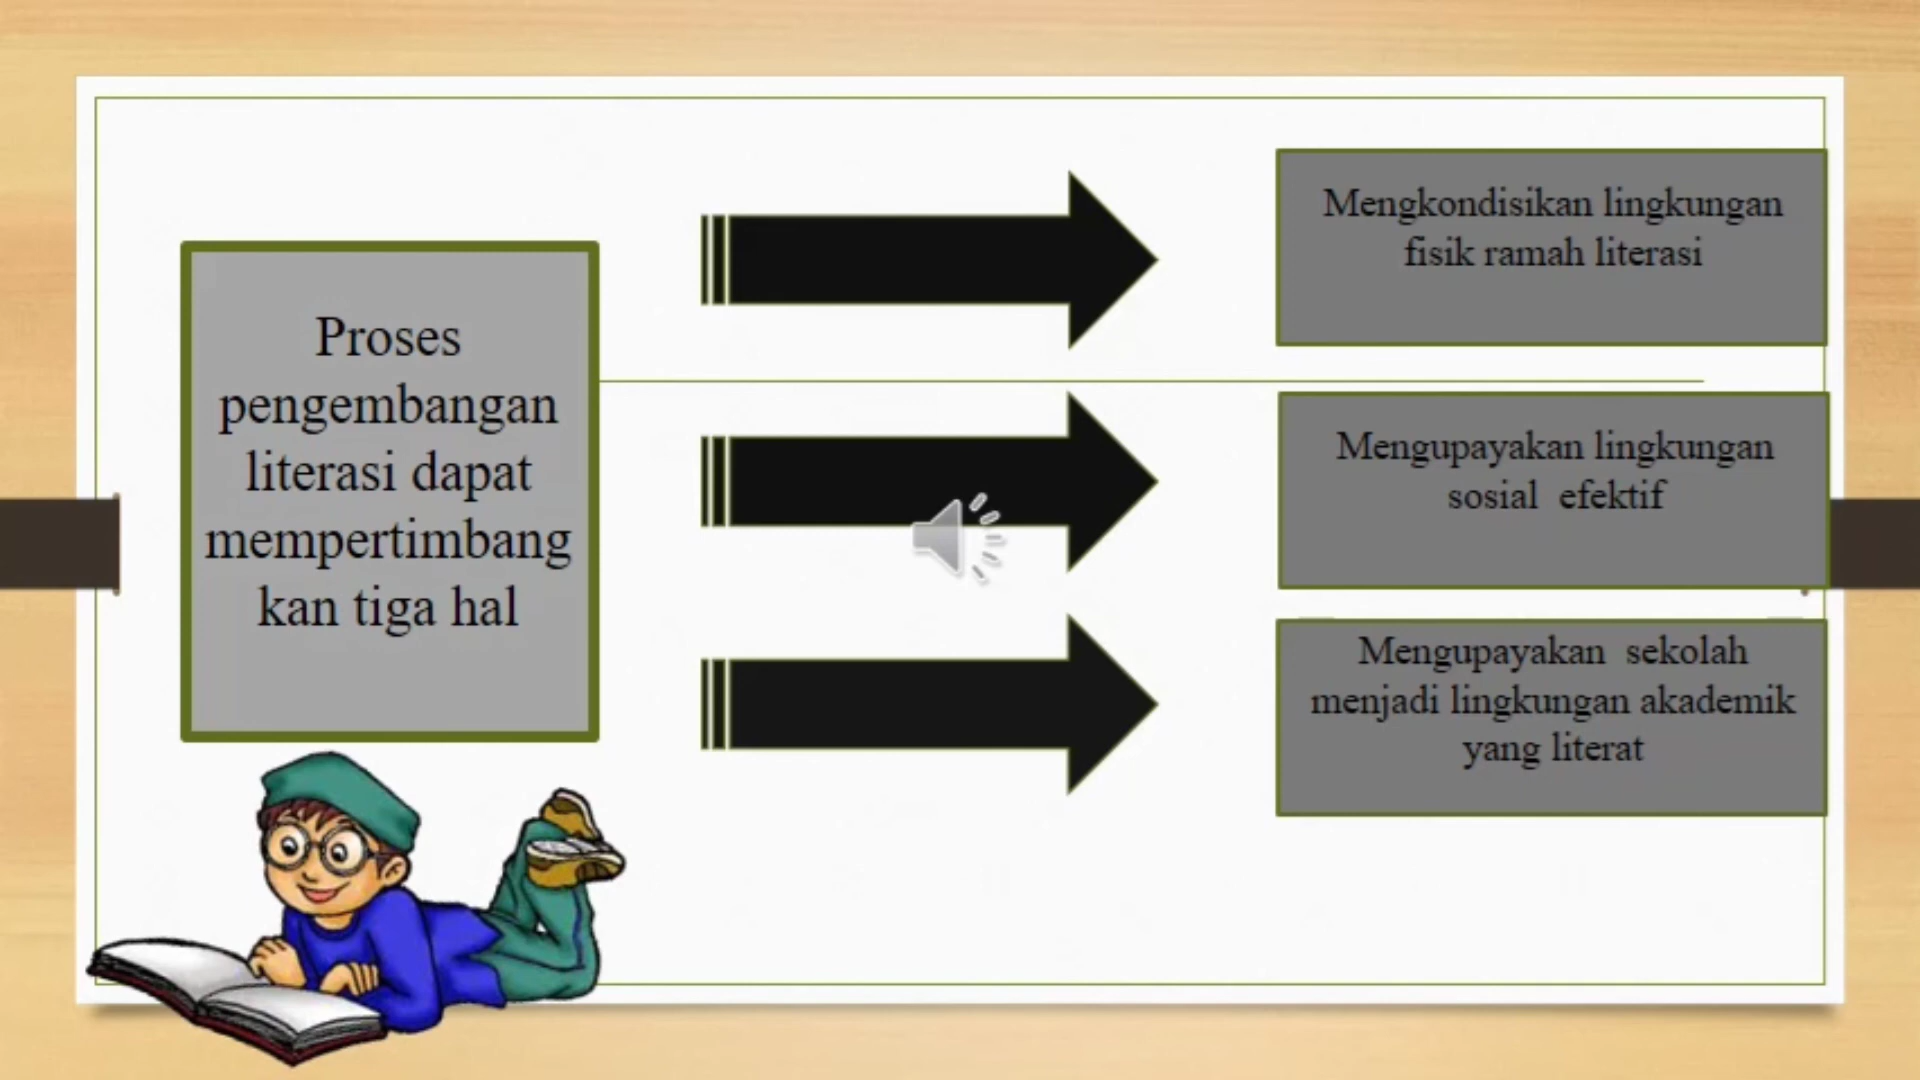 Proses
pengembangan
literasi dapat
mempertimbang
kan tiga hal
Mengkondisikan lingkungan
fisik ramah literasi
Mengupayakan lingkungan
sosial  efektif
Mengupayakan  sekolah
menjadi lingkungan akademik
yang literat